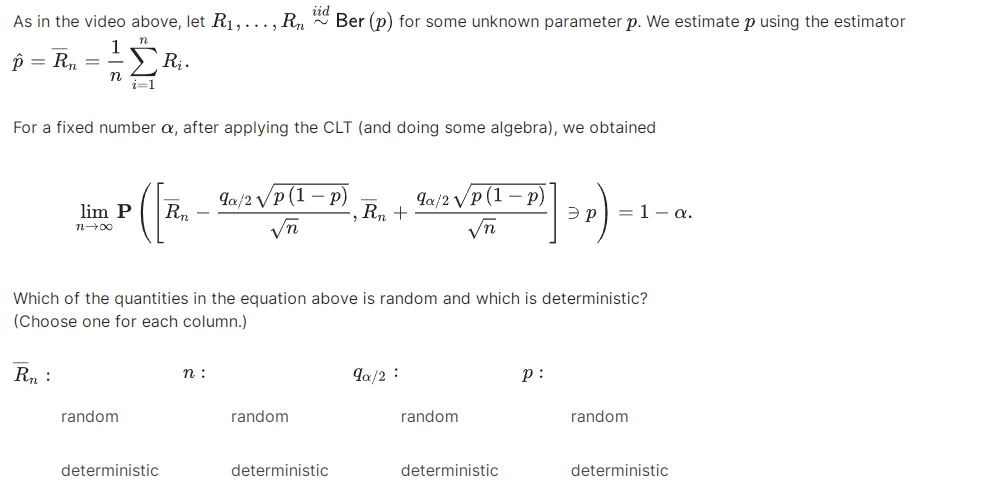 As in the video above, let $R_1, \ldots, R_n \overset{iid}{\sim} \mathsf{Ber}(p)$ for some unknown parameter $p$. We estimate $p$ using the estimator
$\hat{p} = \overline{R}_n = \frac{1}{n} \sum_{i=1}^{n} R_i.$
For a fixed number $\alpha$, after applying the CLT (and doing some algebra), we obtained
$\lim_{n \to \infty} \mathbf{P}\left(\left[\overline{R}_n - \frac{q_{\alpha/2}\sqrt{p(1-p)}}{\sqrt{n}}, \overline{R}_n + \frac{q_{\alpha/2}\sqrt{p(1-p)}}{\sqrt{n}}\right] \ni p\right) = 1 - \alpha.$
Which of the quantities in the equation above is random and which is deterministic?
(Choose one for each column.)
$\overline{R}_n$ : $n$ : $q_{\alpha/2}$ : $p$ :
random random random random
deterministic deterministic deterministic deterministic